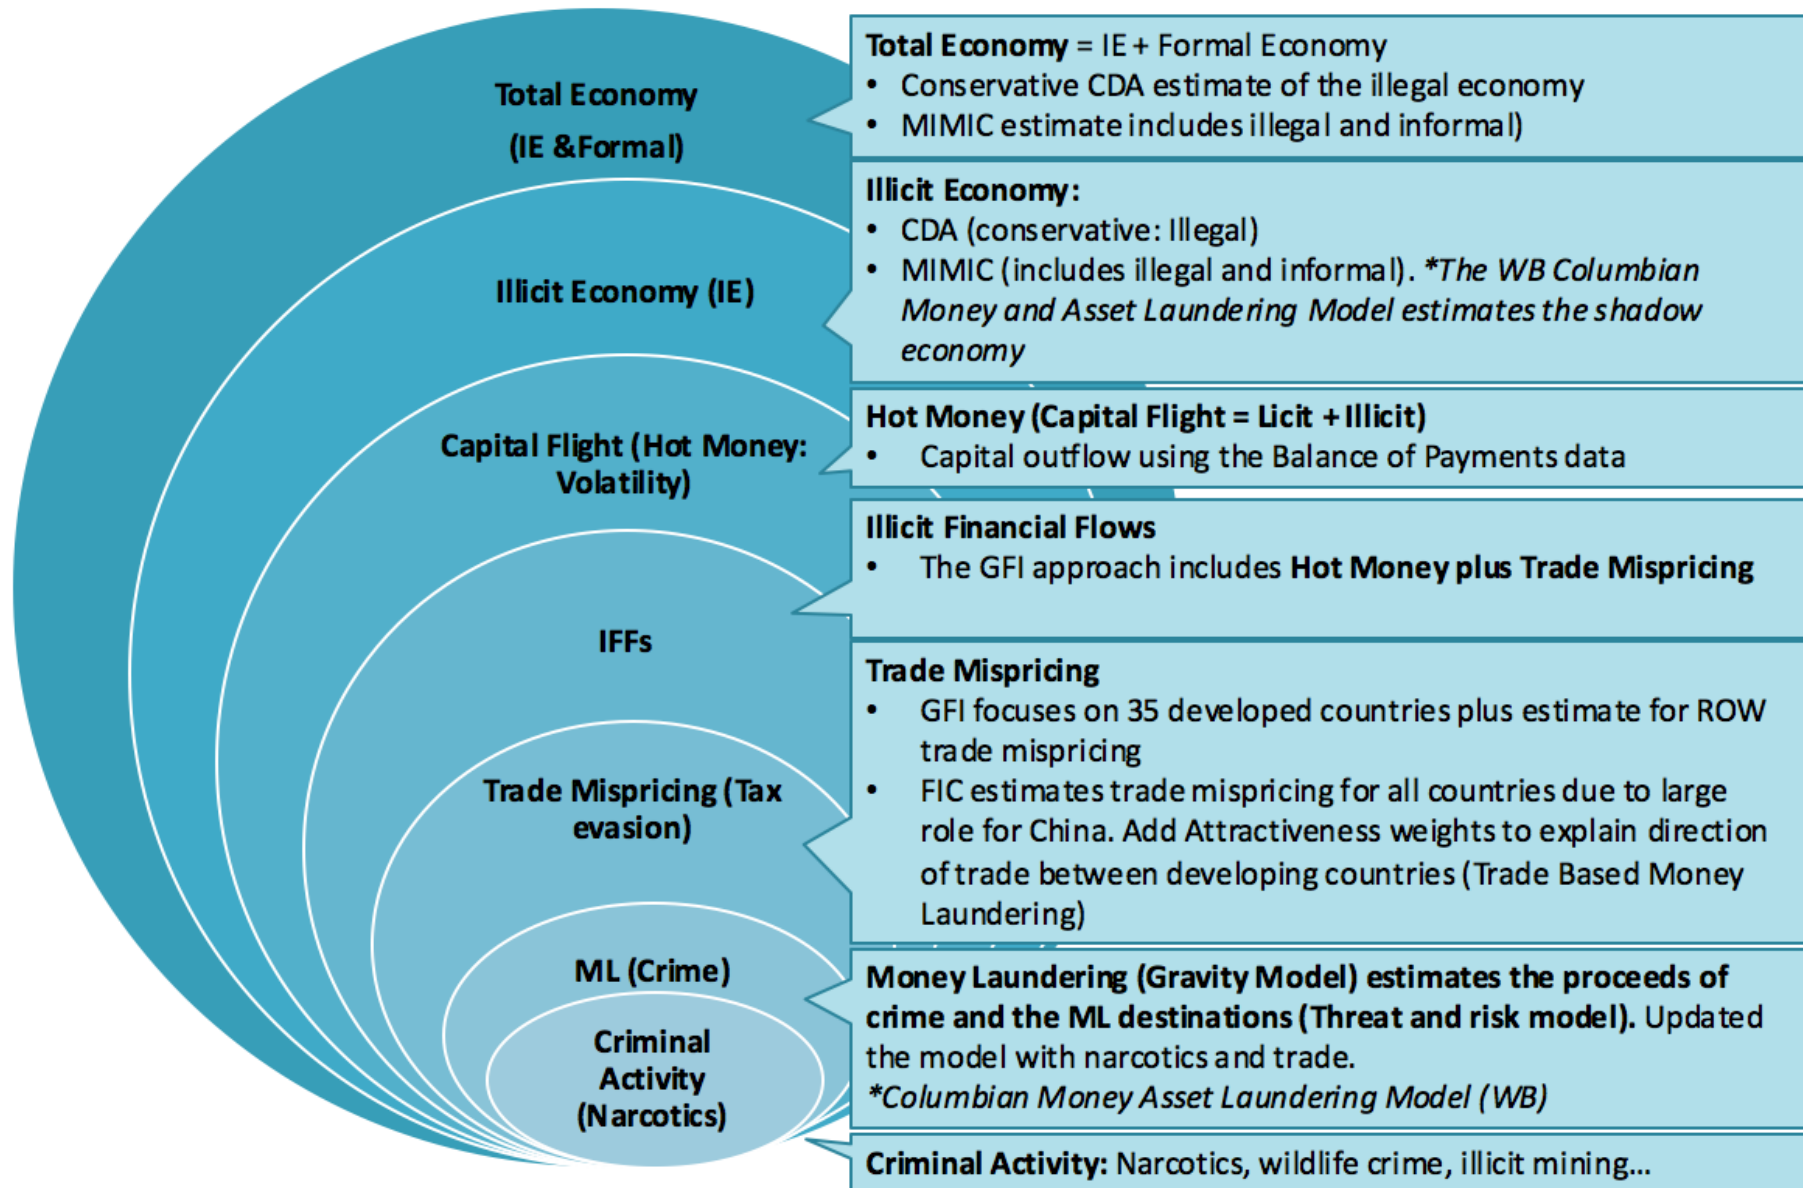 Total Economy
(IE &Formal)
Illicit Economy (IE)
Capital Flight (Hot Money:
Volatility)
IFFs
Trade Mispricing (Tax
evasion)
ML (Crime)
Criminal
Activity
(Narcotics)
Total Economy = IE + Formal Economy
• Conservative CDA estimate of the illegal economy
• MIMIC estimate includes illegal and informal)
Illicit Economy:
• CDA (conservative: Illegal)
• MIMIC (includes illegal and informal). *The WB Columbian
Money and Asset Laundering Model estimates the shadow
economy
Hot Money (Capital Flight = Licit + Illicit)
• Capital outflow using the Balance of Payments data
Illicit Financial Flows
• The GFI approach includes Hot Money plus Trade Mispricing
Trade Mispricing
• GFI focuses on 35 developed countries plus estimate for ROW
trade mispricing
• FIC estimates trade mispricing for all countries due to large
role for China. Add Attractiveness weights to explain direction
of trade between developing countries (Trade Based Money
Laundering)
Money Laundering (Gravity Model) estimates the proceeds of
crime and the ML destinations (Threat and risk model). Updated
the model with narcotics and trade.
*Columbian Money Asset Laundering Model (WB)
Criminal Activity: Narcotics, wildlife crime, illicit mining...